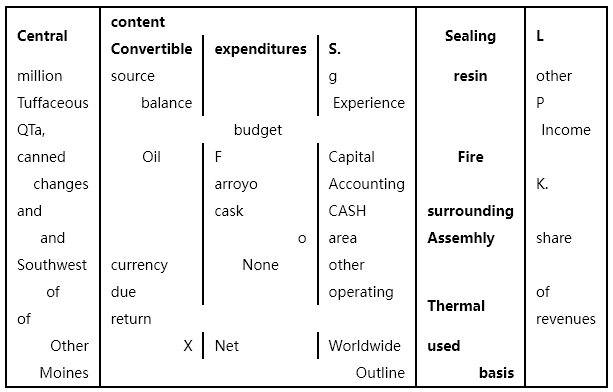 content
Central Sealing L
Convertible expenditures S.
million source g resin other
Tuffaceous balance Experience P
QTa, budget Income
canned Oil F Capital Fire
changes arroyo Accounting K.
and cask CASH surrounding
and o area Assemhly share
Southwest currency None other
of due operating of
Thermal
of return revenues
Other X Net Worldwide used
Moines Outline basis